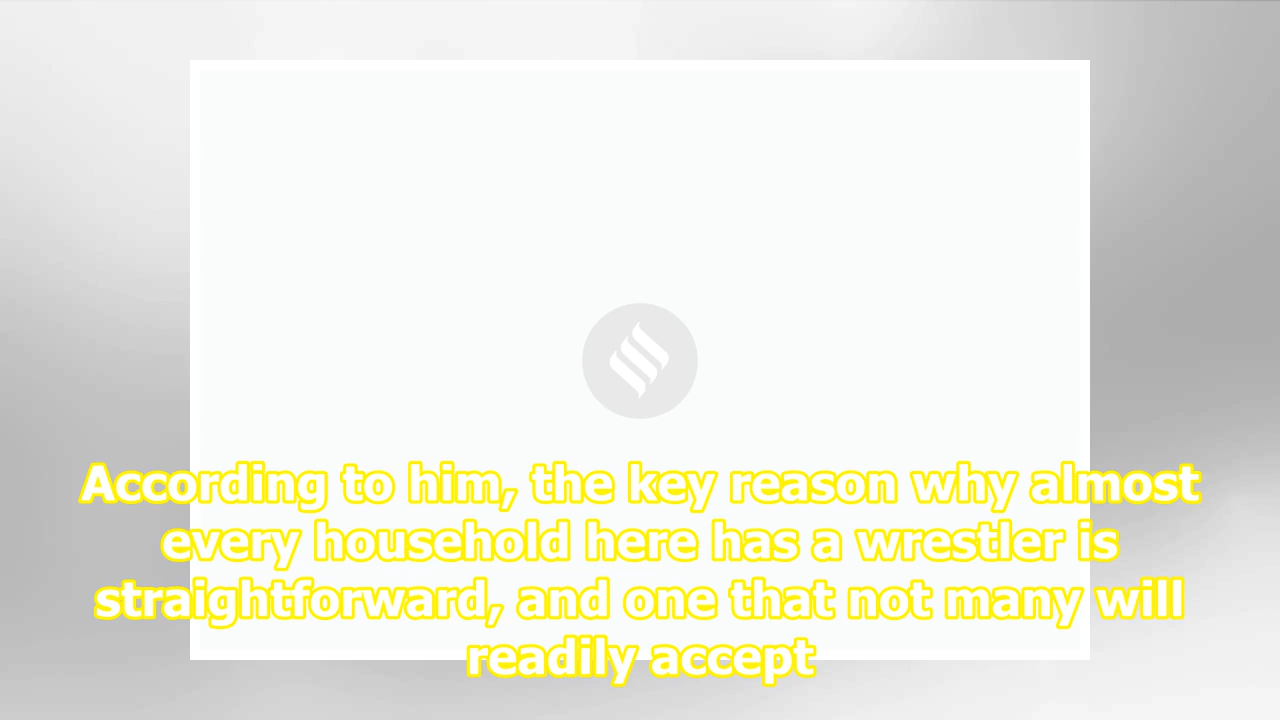 According to him, the key reason why almost
every household here has a wrestler is
straightforward, and one that not many will
readily accept